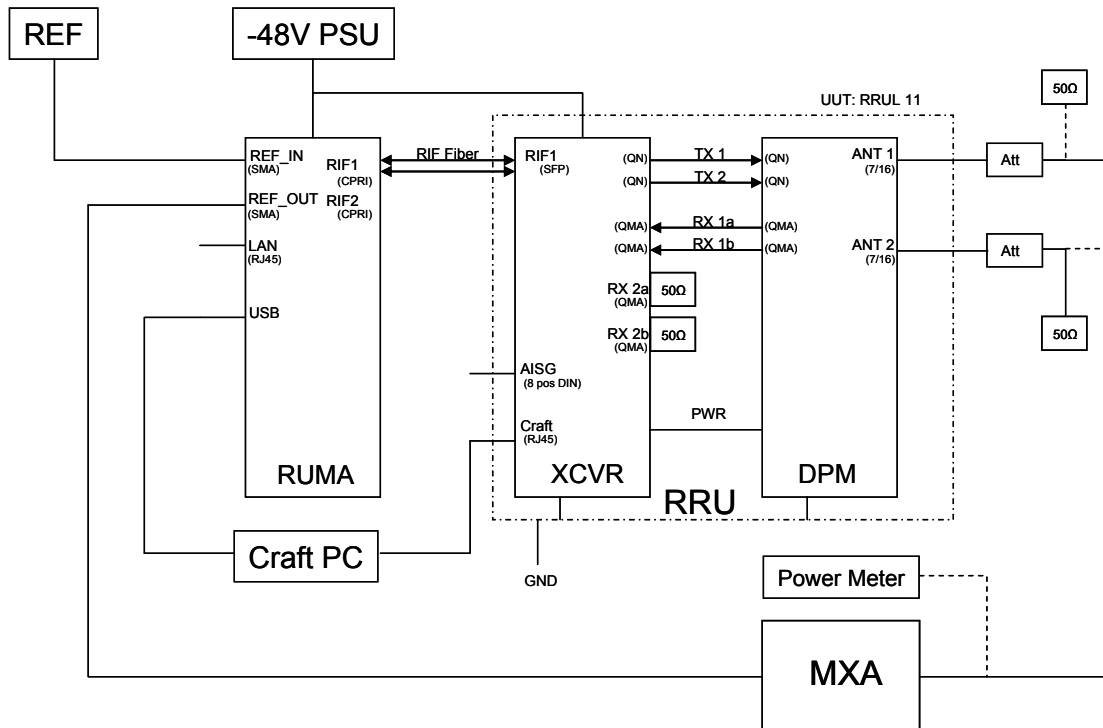 REF
-48V PSU
50Ω
UUT: RRUL 11
REF_IN
(SMA)
RIF1
(CPRI)
REF_OUT
(SMA)
RIF2
(CPRI)
LAN
(RJ45)
USB
RUMA
RIF Fiber
RIF1
(SFP)
(QN)
(QN)
(QMA)
(QMA)
RX 2a
(QMA)
50Ω
RX 2b
(QMA)
50Ω
AISG
(8 pos DIN)
Craft
(RJ45)
XCVR
TX 1
TX 2
RX 1a
RX 1b
PWR
(QN)
(QN)
(QMA)
(QMA)
ANT 1
(7/16)
ANT 2
(7/16)
DPM
RRU
Att
Att
50Ω
Craft PC
GND
Power Meter
MXA